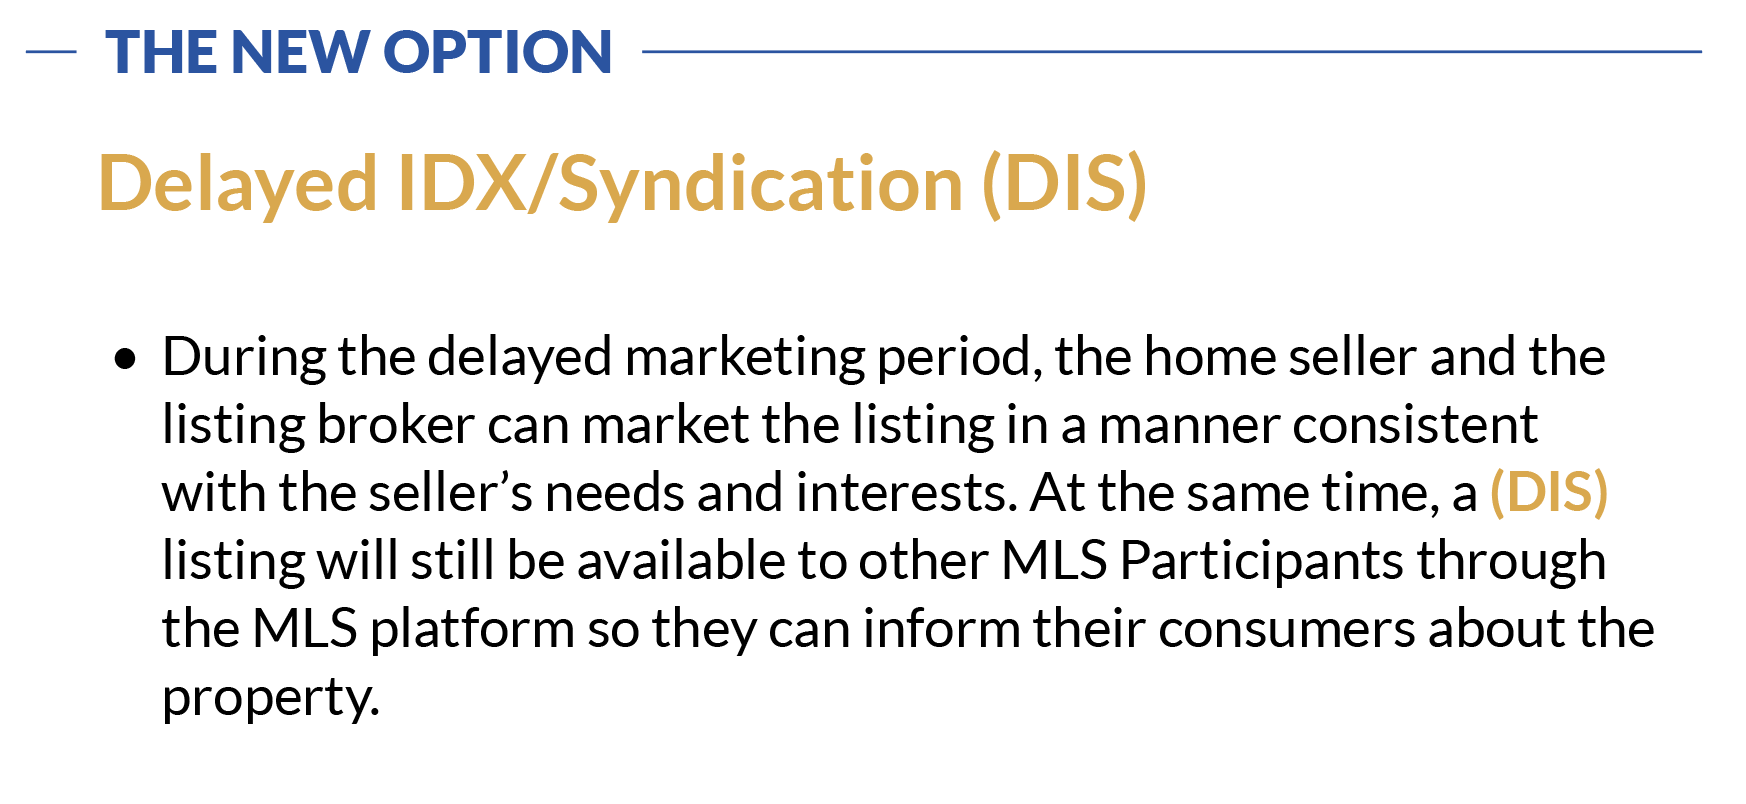 THE NEW OPTION
Delayed IDX/Syndication (DIS)
• During the delayed marketing period, the home seller and the
listing broker can market the listing in a manner consistent
with the seller’s needs and interests. At the same time, a (DIS)
listing will still be available to other MLS Participants through
the MLS platform so they can inform their consumers about the
property.